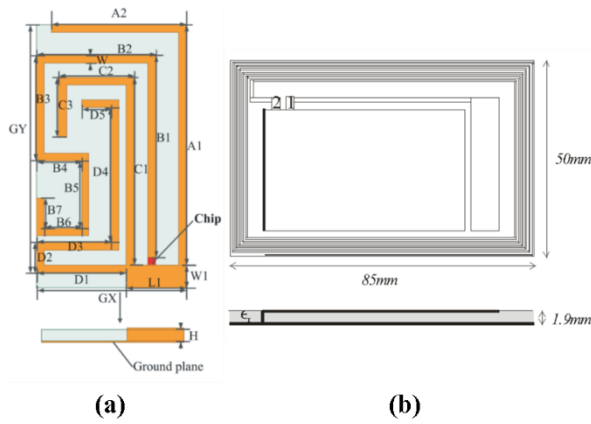 A2
B2
W
C2
B3
C3
D5
GY
B1
A1
D4
C1
B4
B5
B7
B6
Chip
D3
D2
W1
D1
L1
GX
H
Ground plane
(a)
2 1
50mm
85mm
εr
1.9mm
(b)